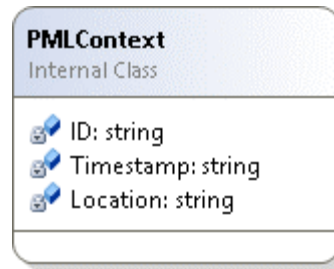 PMLContext
Internal Class
ID: string
Timestamp: string
Location: string